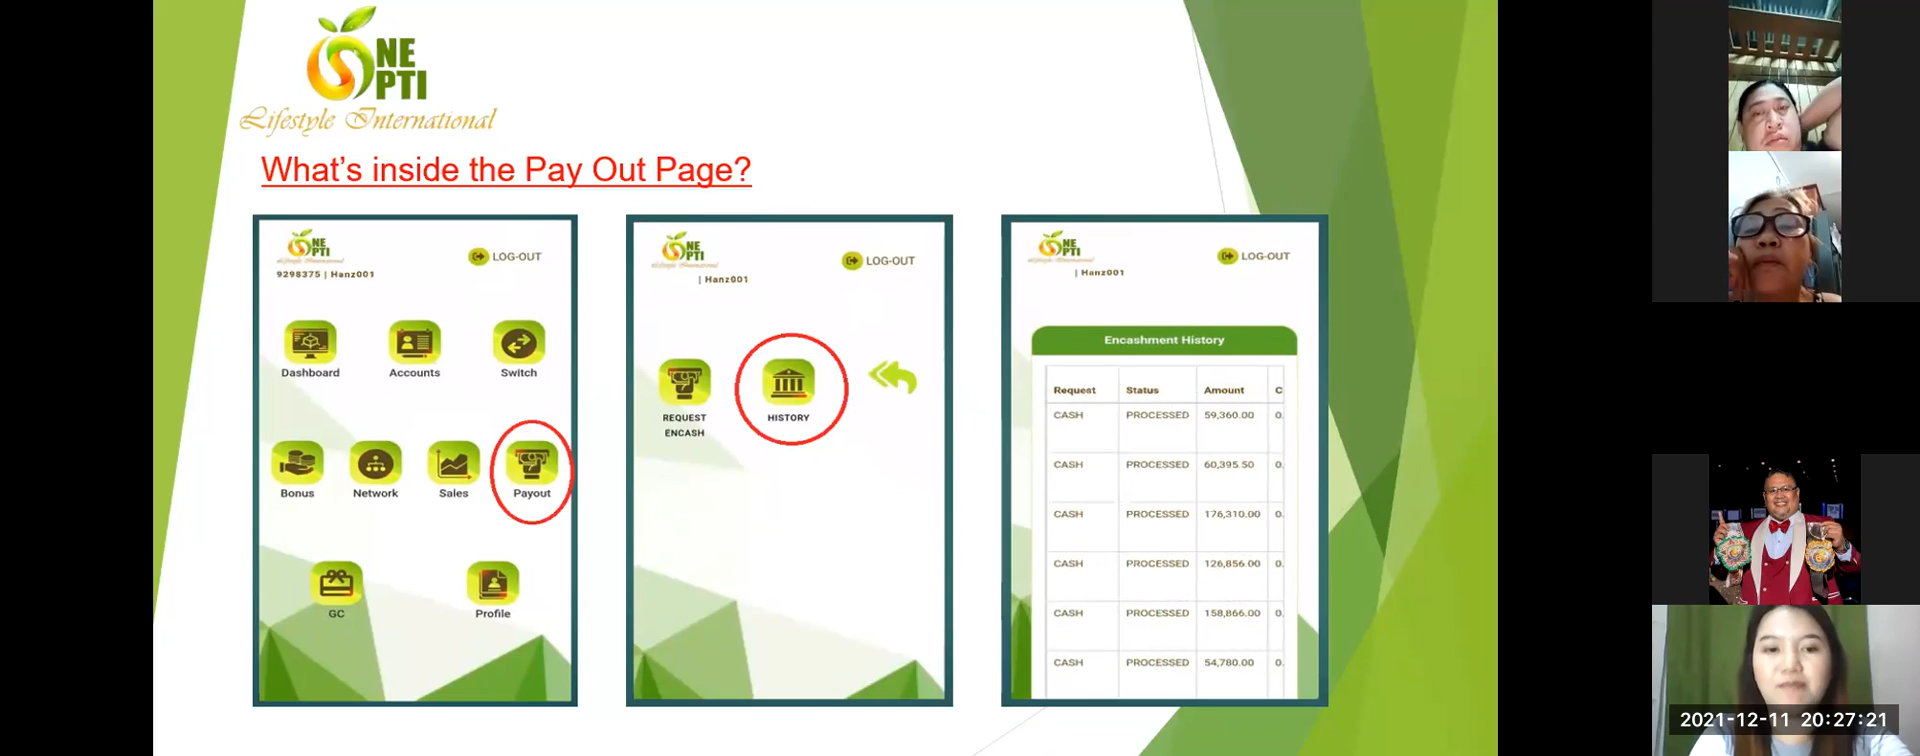 NE
PTI
Lifestyle International
What's inside the Pay Out Page?
NE
PTI
Lifestyle International
9298375 | Hanz001
LOG-OUT
Dashboard
Accounts
Switch
Bonus
Network
Sales
Payout
GC
Profile
NE
PTI
Lifestyle International
| Hanz001
LOG-OUT
REQUEST
ENCASH
HISTORY
NE
PTI
Lifestyle International
| Hanz001
LOG-OUT
Encashment History
Request Status Amount C
CASH PROCESSED 59,360.00 0.
CASH PROCESSED 60,395.50 0.
CASH PROCESSED 176,310.00 0.
CASH PROCESSED 126,856.00 0.
CASH PROCESSED 158,866.00 0.
CASH PROCESSED 54,780.00 0.
2021-12-11 20:27:21